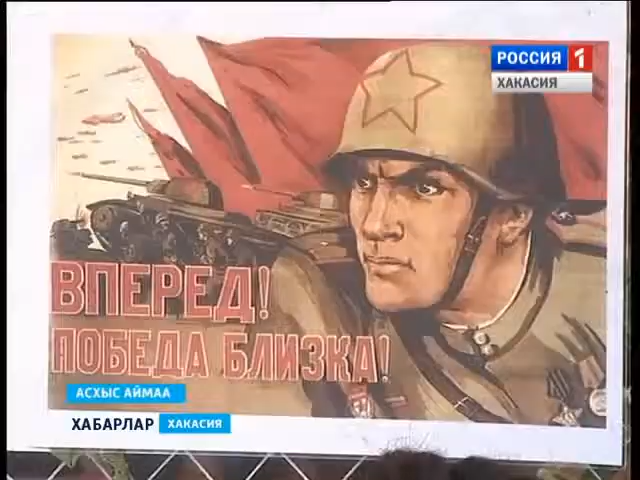 РОССИЯ 1
ХАКАСИЯ
ВПЕРЕД!
ПОБЕДА БЛИЗКА!
АСХЫС АЙМАА
ХАБАРЛАР ХАКАСИЯ